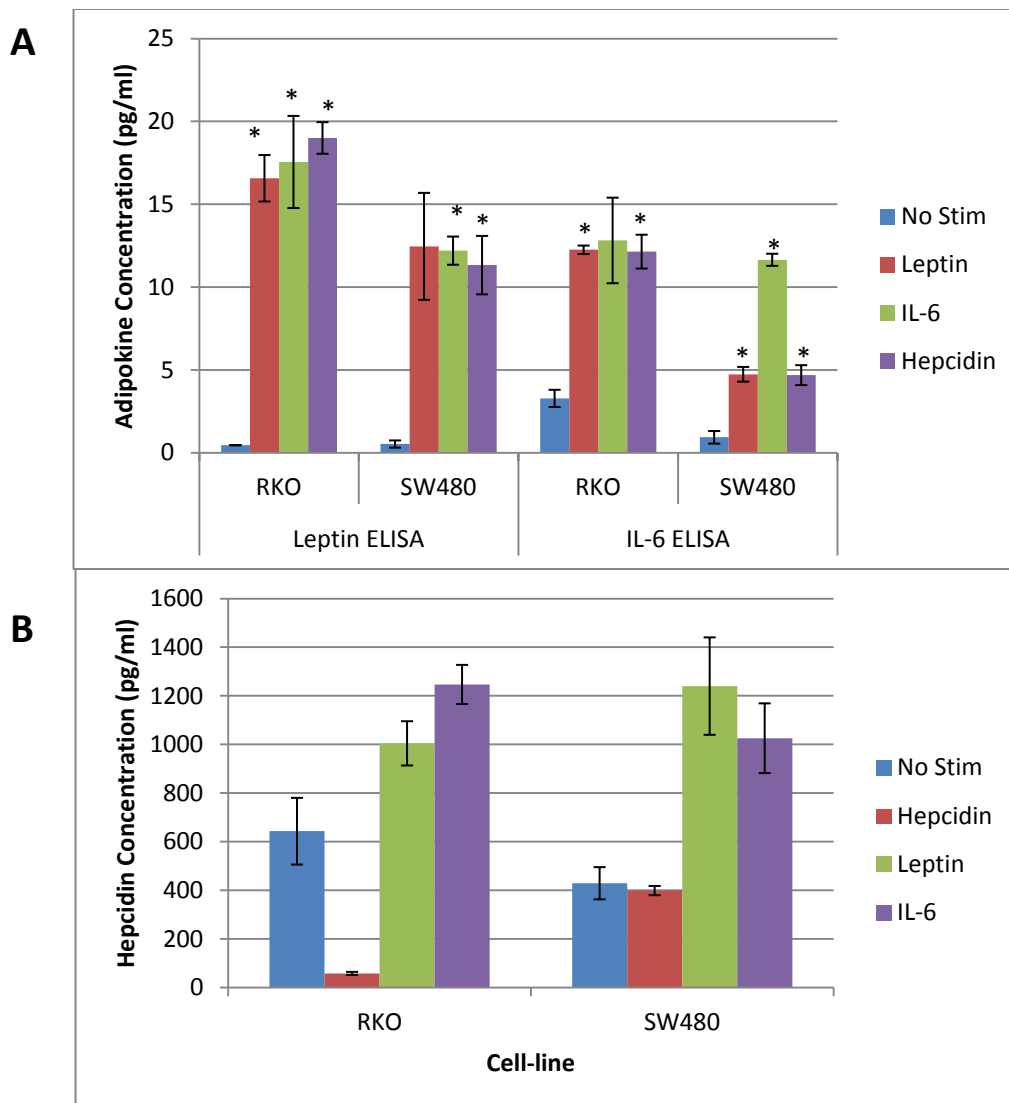 A
Adipokine Concentration (pg/ml)
25
20
15
10
5
0
* * *
* *
* *
* * *
RKO SW480 RKO SW480
Leptin ELISA IL-6 ELISA
No Stim
Leptin
IL-6
Hepcidin
B
Hepcidin Concentration (pg/ml)
1600
1400
1200
1000
800
600
400
200
0
RKO SW480
Cell-line
No Stim
Hepcidin
Leptin
IL-6